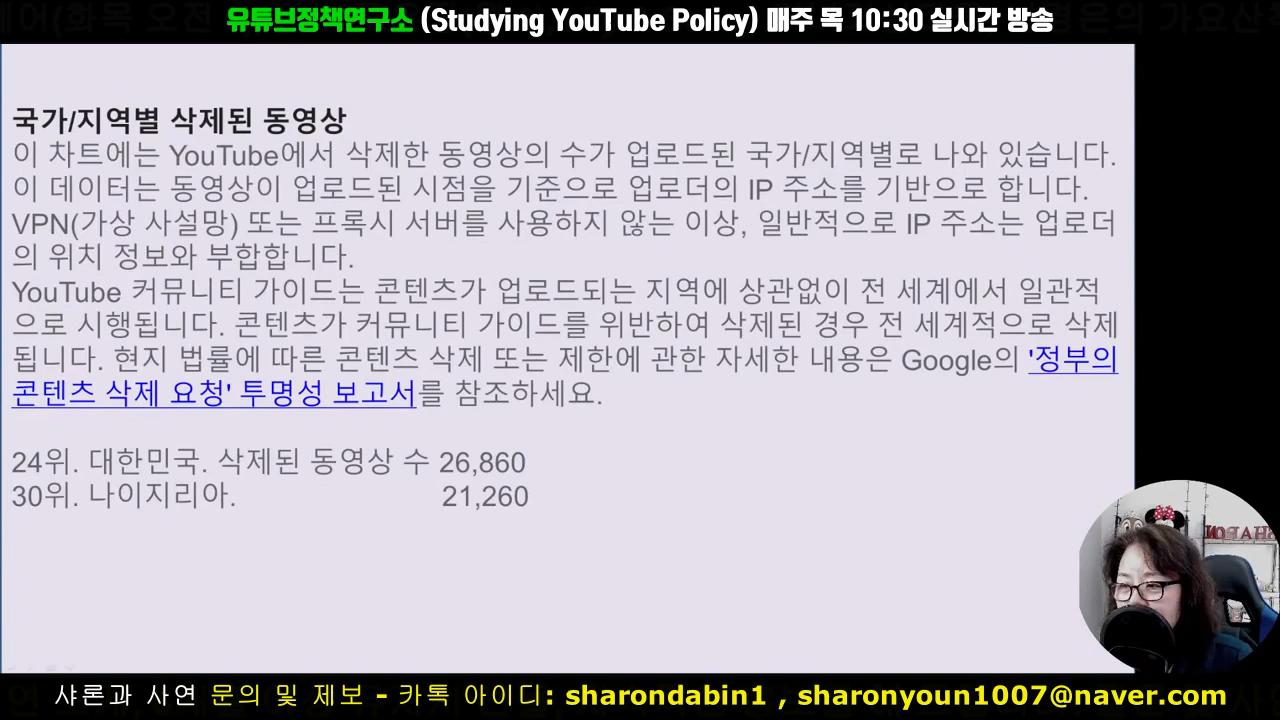 유튜브정책연구소 (Studying YouTube Policy) 매주 목 10:30 실시간 방송
국가/지역별 삭제된 동영상
이 차트에는 YouTube에서 삭제한 동영상의 수가 업로드된 국가/지역별로 나와 있습니다.
이 데이터는 동영상이 업로드된 시점을 기준으로 업로더의 IP 주소를 기반으로 합니다.
VPN(가상 사설망) 또는 프록시 서버를 사용하지 않는 이상, 일반적으로 IP 주소는 업로더
의 위치 정보와 부합합니다.
YouTube 커뮤니티 가이드는 콘텐츠가 업로드되는 지역에 상관없이 전 세계에서 일관적
으로 시행됩니다. 콘텐츠가 커뮤니티 가이드를 위반하여 삭제된 경우 전 세계적으로 삭제
됩니다. 현지 법률에 따른 콘텐츠 삭제 또는 제한에 관한 자세한 내용은 Google의 '정부의
콘텐츠 삭제 요청' 투명성 보고서를 참조하세요.
24위. 대한민국. 삭제된 동영상 수 26,860
30위. 나이지리아. 21,260
SHARON
샤론과 사연 문의 및 제보 - 카톡 아이디: sharondabin1 , sharonyoun1007@naver.com